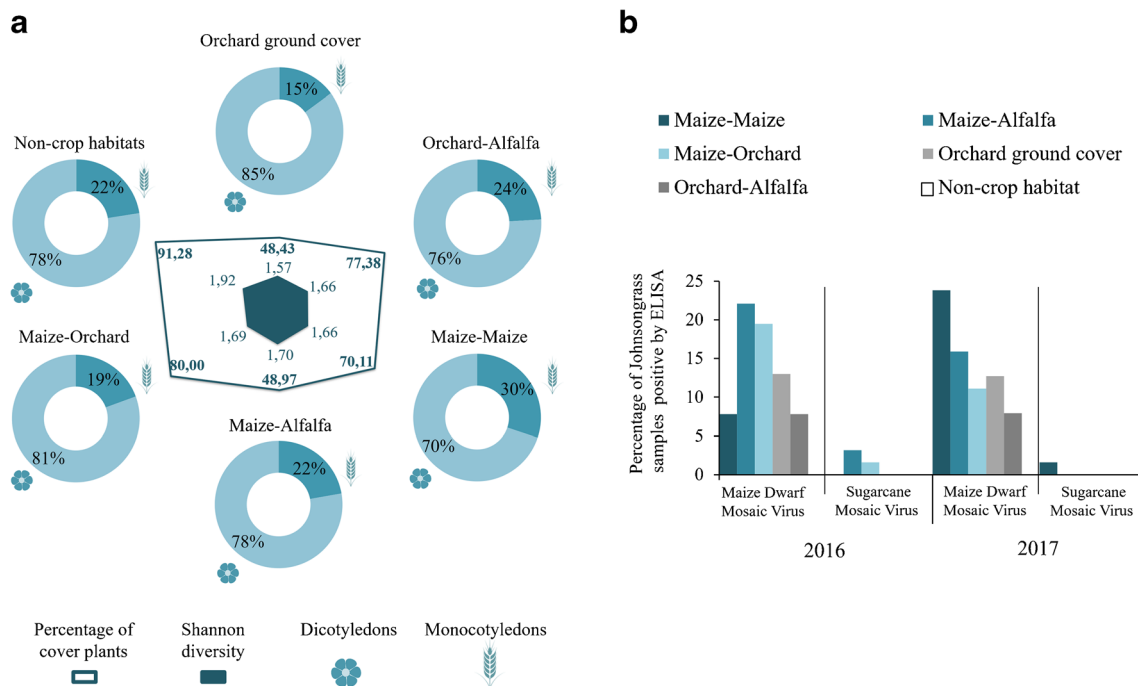 a
Orchard ground cover
15%
85%
Non-crop habitats
22%
78%
Orchard-Alfalfa
24%
76%
91,28
48,43
77,38
1,92
1,57
1,66
1,69
1,70
1,66
80,00
48,97
70,11
Maize-Orchard
19%
81%
Maize-Maize
30%
70%
Maize-Alfalfa
22%
78%
Percentage of
cover plants
Shannon
diversity
Dicotyledons
Monocotyledons
b
Maize-Maize
Maize-Alfalfa
Maize-Orchard
Orchard ground cover
Orchard-Alfalfa
Non-crop habitat
Percentage of Johnsongrass
samples positive by ELISA
25
20
15
10
5
0
Maize Dwarf
Mosaic Virus
Sugarcane
Mosaic Virus
Maize Dwarf
Mosaic Virus
Sugarcane
Mosaic Virus
2016
2017